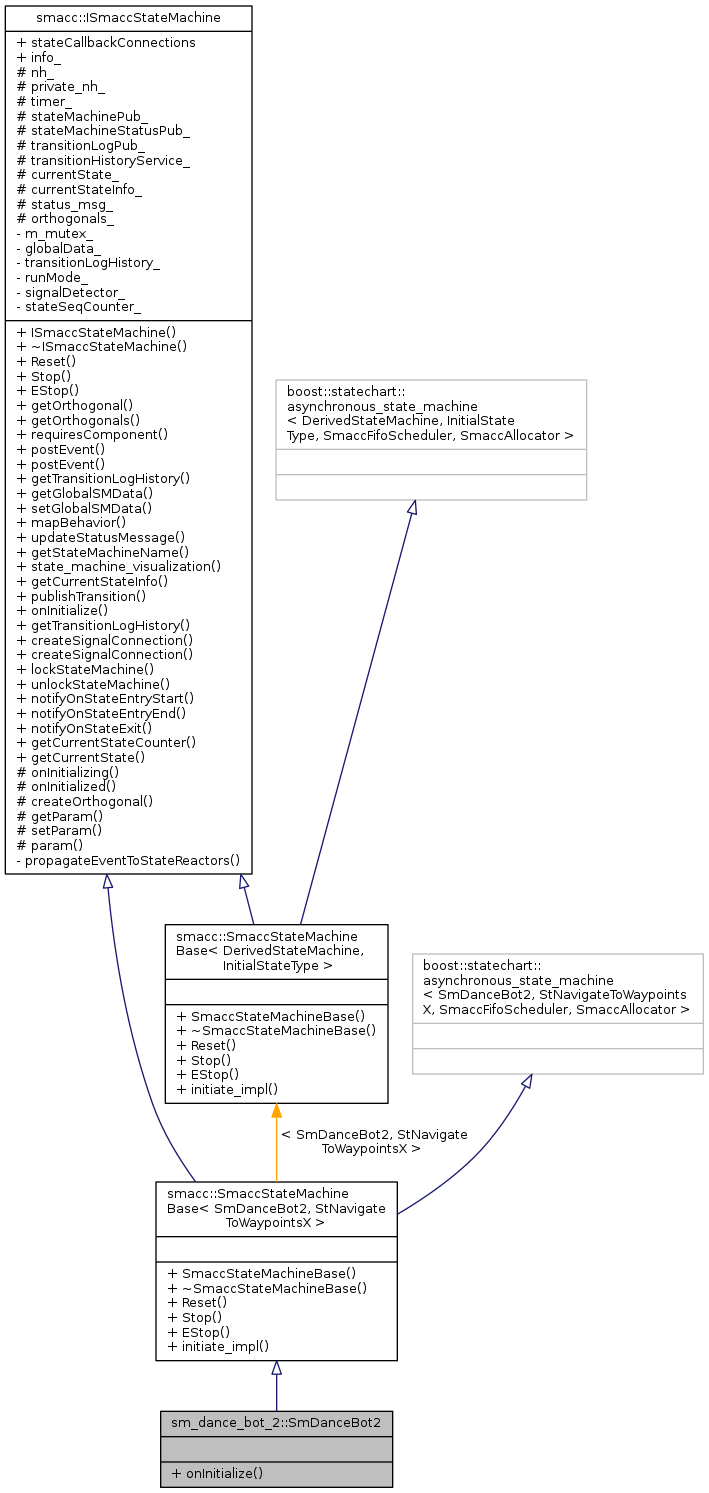 smacc::ISmaccStateMachine
+ stateCallbackConnections
+ info_
# nh_
# private_nh_
# timer_
# stateMachinePub_
# stateMachineStatusPub_
# transitionLogPub_
# transitionHistoryService_
# currentState_
# currentStateInfo_
# status_msg_
# orthogonals_
- m_mutex_
- globalData_
- transitionLogHistory_
- runMode_
- signalDetector_
- stateSeqCounter_
+ ISmaccStateMachine()
+ ~ISmaccStateMachine()
+ Reset()
+ Stop()
+ EStop()
+ getOrthogonal()
+ getOrthogonals()
+ requiresComponent()
+ postEvent()
+ postEvent()
+ getTransitionLogHistory()
+ getGlobalSMData()
+ setGlobalSMData()
+ mapBehavior()
+ updateStatusMessage()
+ getStateMachineName()
+ state_machine_visualization()
+ getCurrentStateInfo()
+ publishTransition()
+ onInitialize()
+ getTransitionLogHistory()
+ createSignalConnection()
+ createSignalConnection()
+ lockStateMachine()
+ unlockStateMachine()
+ notifyOnStateEntryStart()
+ notifyOnStateEntryEnd()
+ notifyOnStateExit()
+ getCurrentStateCounter()
+ getCurrentState()
# onInitializing()
# onInitialized()
# createOrthogonal()
# getParam()
# setParam()
# param()
- propagateEventToStateReactors()
boost::statechart::
asynchronous_state_machine
< DerivedStateMachine, InitialState
Type, SmaccFifoScheduler, SmaccAllocator >
smacc::SmaccStateMachine
Base< DerivedStateMachine,
InitialStateType >
+ SmaccStateMachineBase()
+ ~SmaccStateMachineBase()
+ Reset()
+ Stop()
+ EStop()
+ initiate_impl()
boost::statechart::
asynchronous_state_machine
< SmDanceBot2, StNavigateToWaypoints
X, SmaccFifoScheduler, SmaccAllocator >
< SmDanceBot2, StNavigate
ToWaypointsX >
smacc::SmaccStateMachine
Base< SmDanceBot2, StNavigate
ToWaypointsX >
+ SmaccStateMachineBase()
+ ~SmaccStateMachineBase()
+ Reset()
+ Stop()
+ EStop()
+ initiate_impl()
sm_dance_bot_2::SmDanceBot2
+ onInitialize()